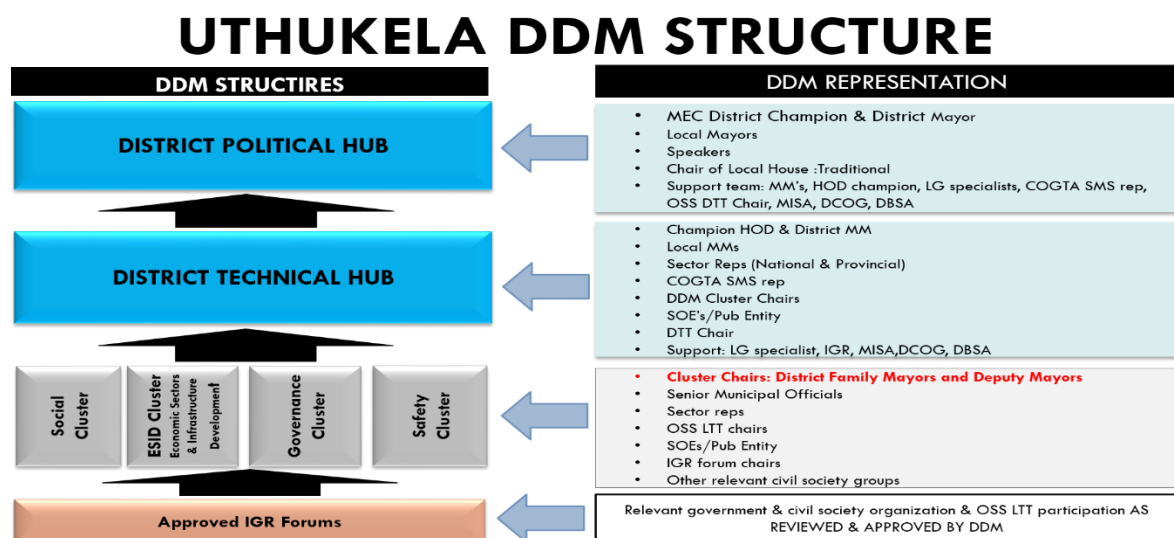 UTHUKELA DDM STRUCTURE
DDM STRUCTIRES
DISTRICT POLITICAL HUB
DISTRICT TECHNICAL HUB
Social
Cluster
ESID Cluster
Economic Sectors
& Infrastructure
Development
Governance
Cluster
Safety
Cluster
Approved IGR Forums
DDM REPRESENTATION
• MEC District Champion & District Mayor
• Local Mayors
• Speakers
• Chair of Local House :Traditional
• Support team: MM's, HOD champion, LG specialists, COGTA SMS rep,
OSS DTT Chair, MISA, DCOG, DBSA
• Champion HOD & District MM
• Local MMs
• Sector Reps (National & Provincial)
• COGTA SMS rep
• DDM Cluster Chairs
• SOE's/Pub Entity
• DTT Chair
• Support: LG specialist, IGR, MISA,DCOG, DBSA
• Cluster Chairs: District Family Mayors and Deputy Mayors
• Senior Municipal Officials
• Sector reps
• OSS LTT chairs
• SOEs/Pub Entity
• IGR forum chairs
• Other relevant civil society groups
Relevant government & civil society organization & OSS LTT participation AS
REVIEWED & APPROVED BY DDM